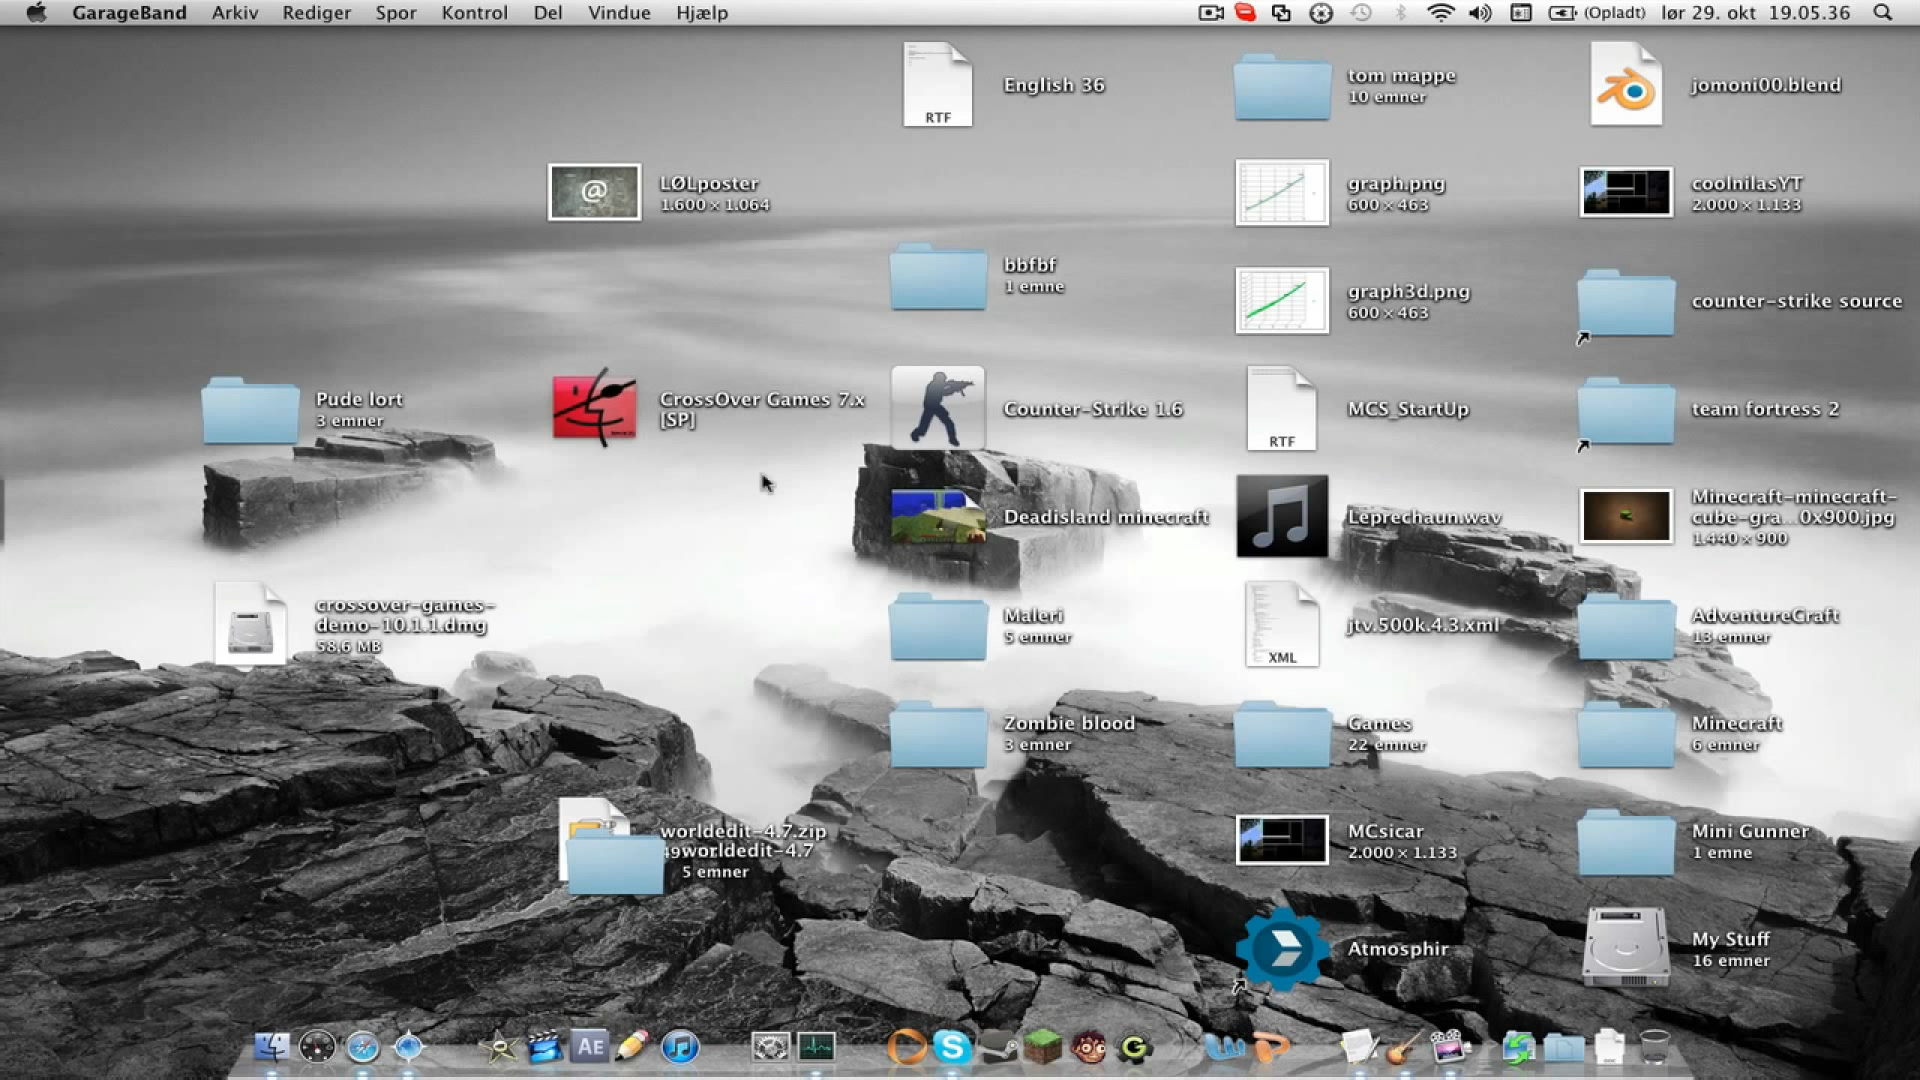 GarageBand Arkiv Rediger Spor Kontrol Del Vindue Hjælp (Opladt) lør 29. okt 19.05.36
RTF
English 36
tom mappe
10 emner
jomoni00.blend
@
LØLposter
1.600 × 1.064
graph.png
600 × 463
coolnilasYT
2.000 × 1.133
bbfbf
1 emne
graph3d.png
600 × 463
counter-strike source
Pude lort
3 emner
CrossOver Games 7.x
[SP]
Counter-Strike 1.6
RTF
MCS_StartUp
team fortress 2
Deadisland minecraft
Leprechaun.wav
Minecraft-minecraft-
cube-gra...0x900.jpg
1.440 × 900
crossover-games-
demo-10.1.1.dmg
58,6 MB
Maleri
5 emner
XML
jtv.500k.4.3.xml
AdventureCraft
13 emner
Zombie blood
3 emner
Games
22 emner
Minecraft
6 emner
worldedit-4.7.zip
worldedit-4.7
5 emner
MCsicar
2.000 × 1.133
Mini Gunner
1 emne
Atmosphir
My Stuff
16 emner
AE